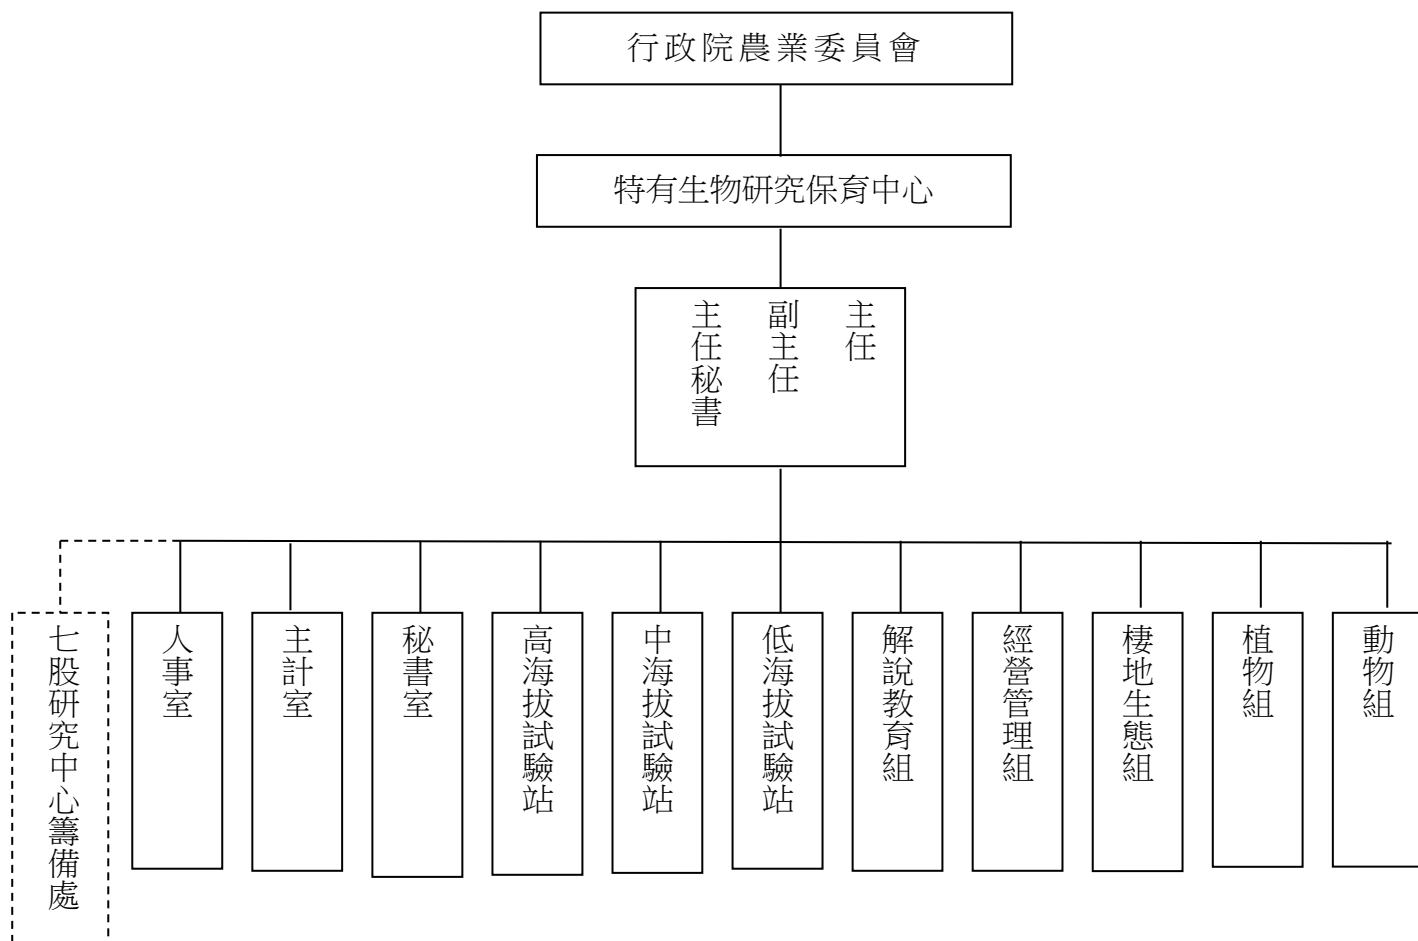 行政院農業委員會
特有生物研究保育中心
主任
副主任
主任秘書
動物組
植物組
棲地生態組
經營管理組
解說教育組
低海拔試驗站
中海拔試驗站
高海拔試驗站
秘書室
主計室
人事室
七股研究中心籌備處